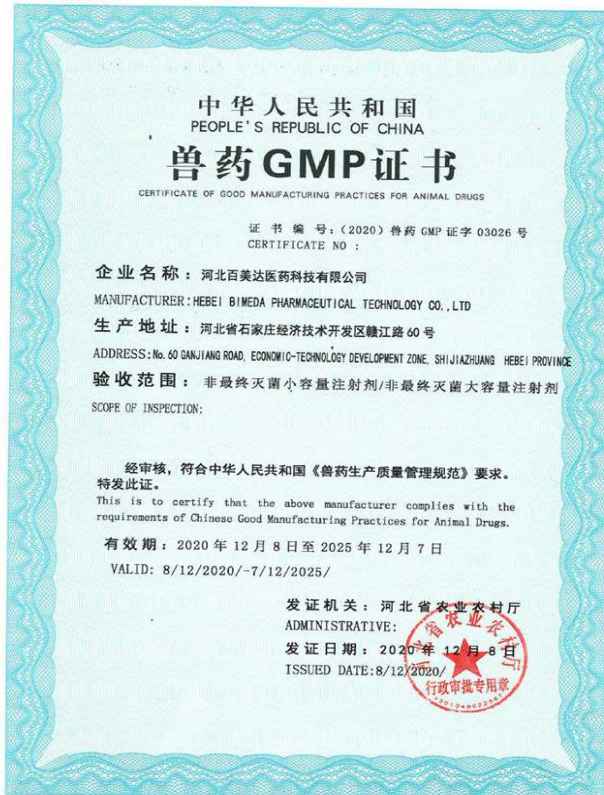 中华人民共和国
PEOPLE'S REPUBLIC OF CHINA
兽药GMP证书
CERTIFICATE OF GOOD MANUFACTURING PRACTICES FOR ANIMAL DRUGS
证 书 编 号:(2020) 兽药 GMP 证字 03026 号
CERTIFICATE NO :
企业名称：河北百美达医药科技有限公司
MANUFACTURER:HEBEI BIMEDA PHARMACEUTICAL TECHNOLOGY CO.,LTD
生产地址：河北省石家庄经济技术开发区赣江路 60 号
ADDRESS:No. 60 GANJIANG ROAD, ECONOMIC-TECHNOLOGY DEVELOPMENT ZONE, SHIJIAZHUANG HEBEI PROVINCE
验收范围：非最终灭菌小容量注射剂/非最终灭菌大容量注射剂
SCOPE OF INSPECTION:
经审核，符合中华人民共和国《兽药生产质量管理规范》要求。
特发此证。
This is to certify that the above manufacturer complies with the
requirements of Chinese Good Manufacturing Practices for Animal Drugs.
有效期：2020 年 12 月 8 日至 2025 年 12 月 7 日
VALID: 8/12/2020/-7/12/2025/
发证机关：河北省农业农村厅
ADMINISTRATIVE:
发证日期：2020 年 12 月 8 日
ISSUED DATE:8/12/2020/
河北省农业农村厅
行政审批专用章